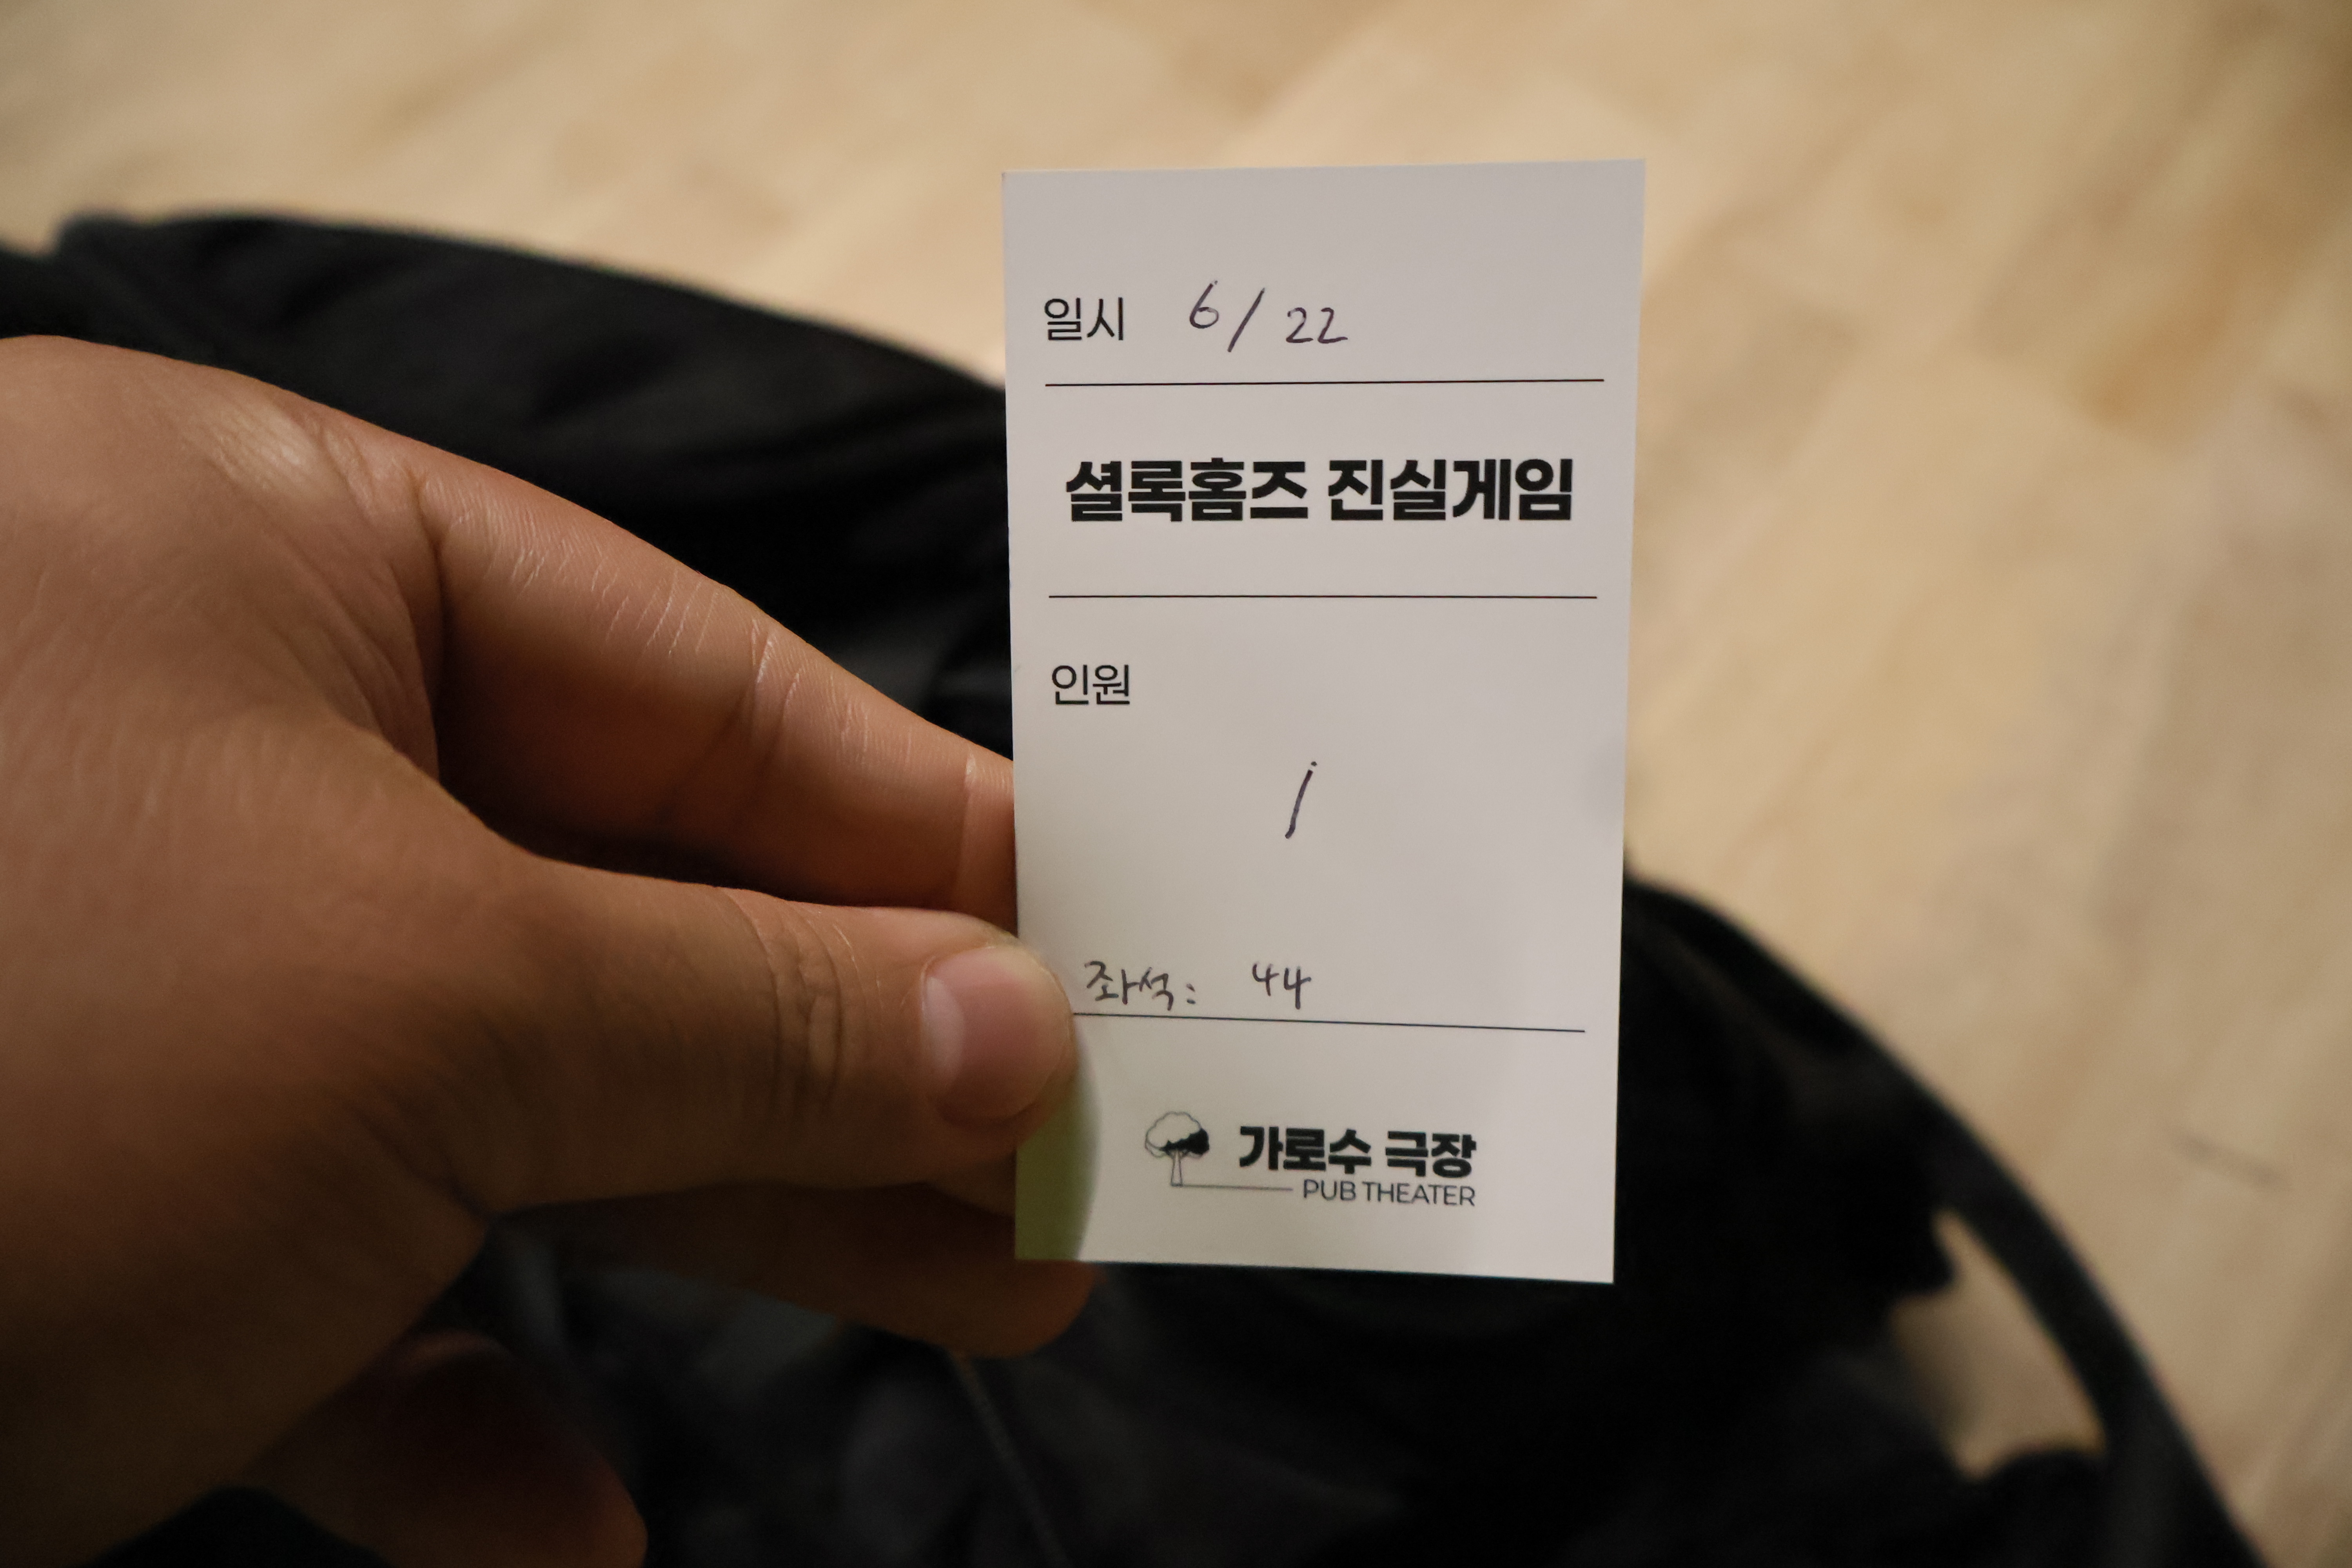 일시 6/22
셜록홈즈 진실게임
인원
1
좌석: 44
가로수 극장
PUB THEATER